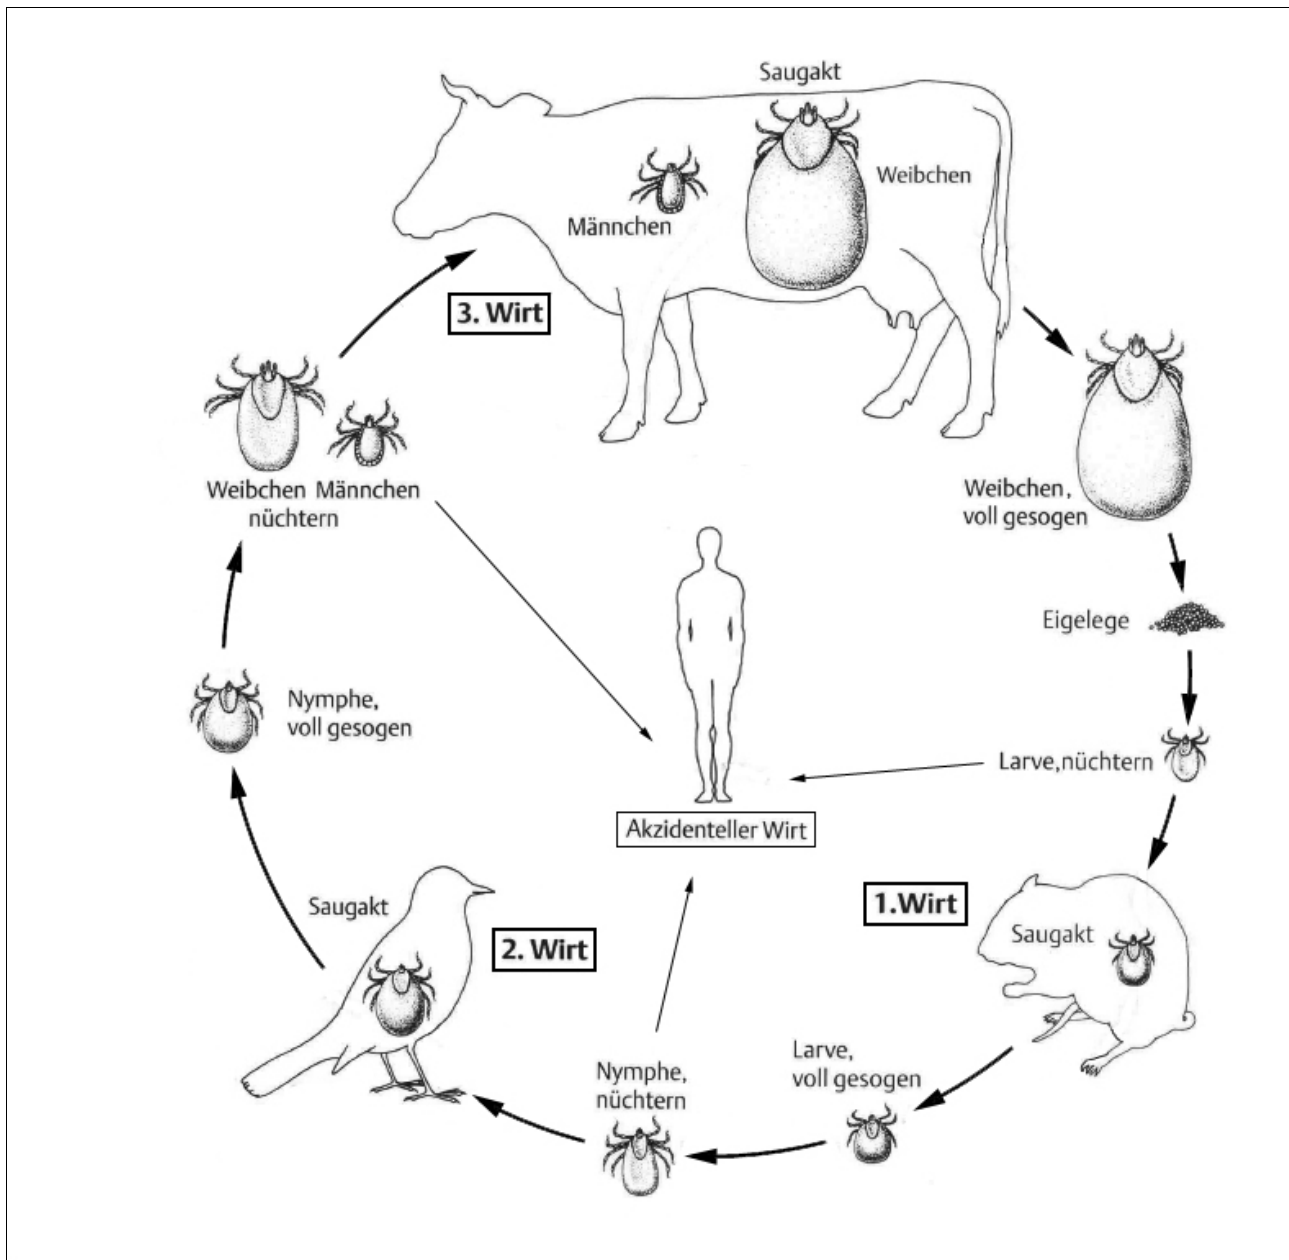 Saugakt
Weibchen
Männchen
3. Wirt
Weibchen Männchen
nüchtern
Weibchen,
voll gesogen
Eigelege
Nymphe,
voll gesogen
Larve,nüchtern
Akzidenteller Wirt
1.Wirt
Saugakt
Saugakt
2. Wirt
Larve,
voll gesogen
Nymphe,
nüchtern